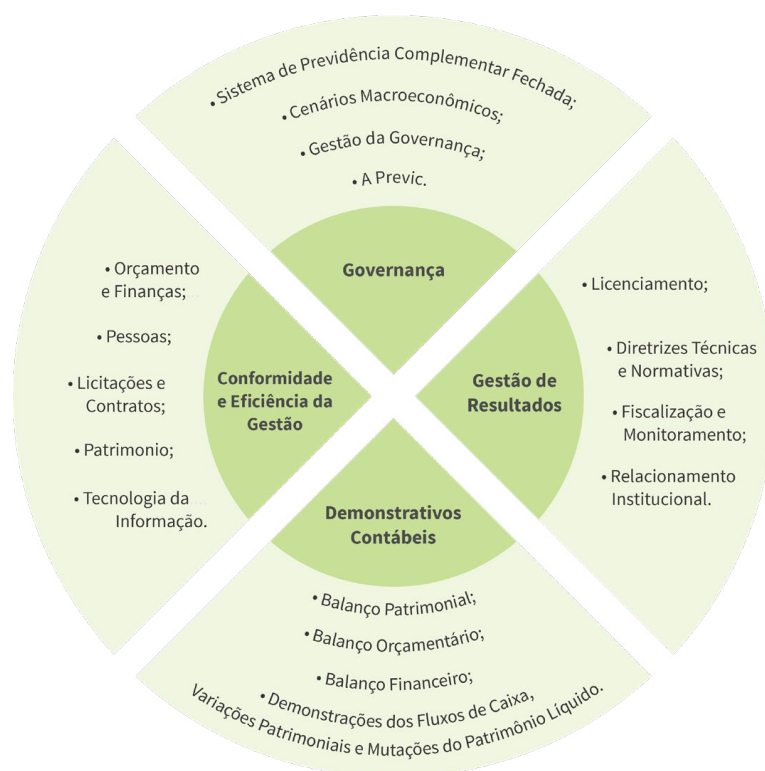 • Sistema de Previdência Complementar Fechada;
• Cenários Macroeconômicos;
• Gestão da Governança;
• A Previc.
Governança
• Orçamento
e Finanças;
• Pessoas;
• Licitações e
Contratos;
• Patrimonio;
• Tecnologia da
Informação.
Conformidade
e Eficiência da
Gestão
Gestão de
Resultados
• Licenciamento;
• Diretrizes Técnicas
e Normativas;
• Fiscalização e
Monitoramento;
• Relacionamento
Institucional.
Demonstrativos
Contábeis
• Balanço Patrimonial;
• Balanço Orçamentário;
• Balanço Financeiro;
• Demonstrações dos Fluxos de Caixa,
Variações Patrimoniais e Mutações do Patrimônio Líquido.